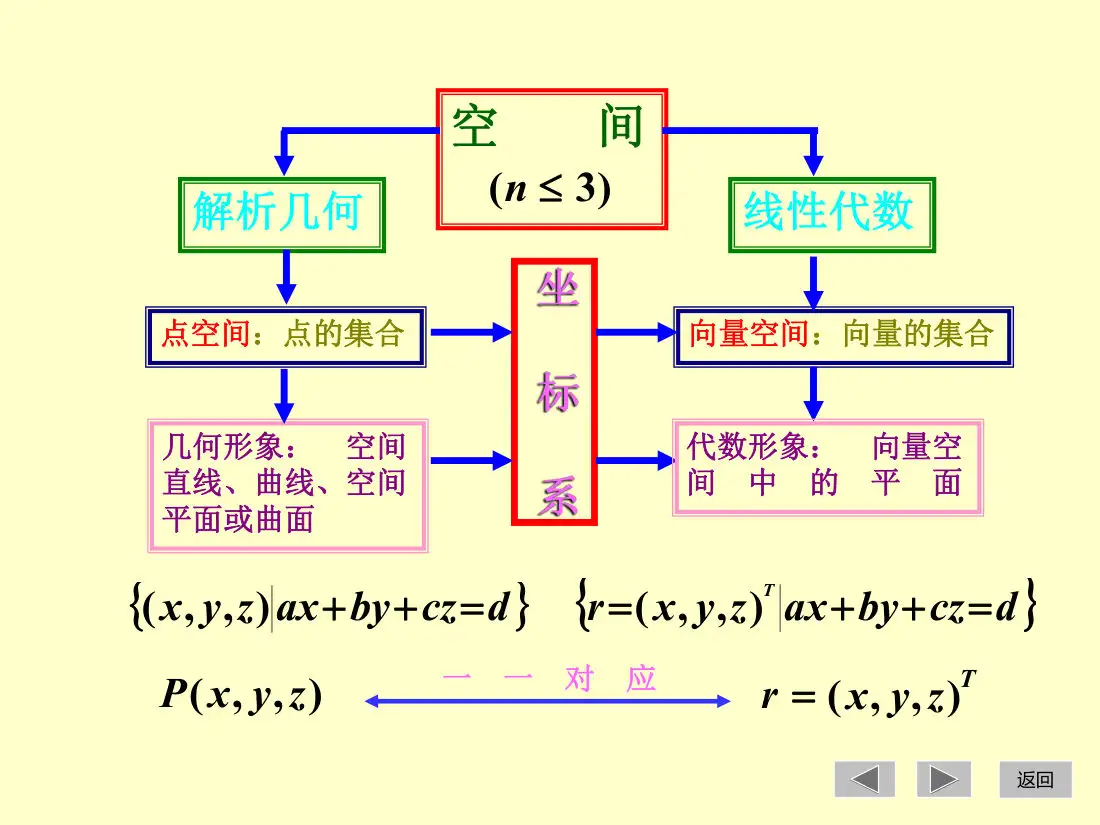 空 间
(n ≤ 3)
解析几何
线性代数
坐
标
系
点空间：点的集合
向量空间：向量的集合
几何形象： 空间
直线、曲线、空间
平面或曲面
代数形象： 向量空
间 中 的 平 面
{(x, y, z)|ax+by+cz=d}
{r=(x, y, z)^T|ax+by+cz=d}
P(x, y, z)
一 一 对 应
r = (x, y, z)^T
返回